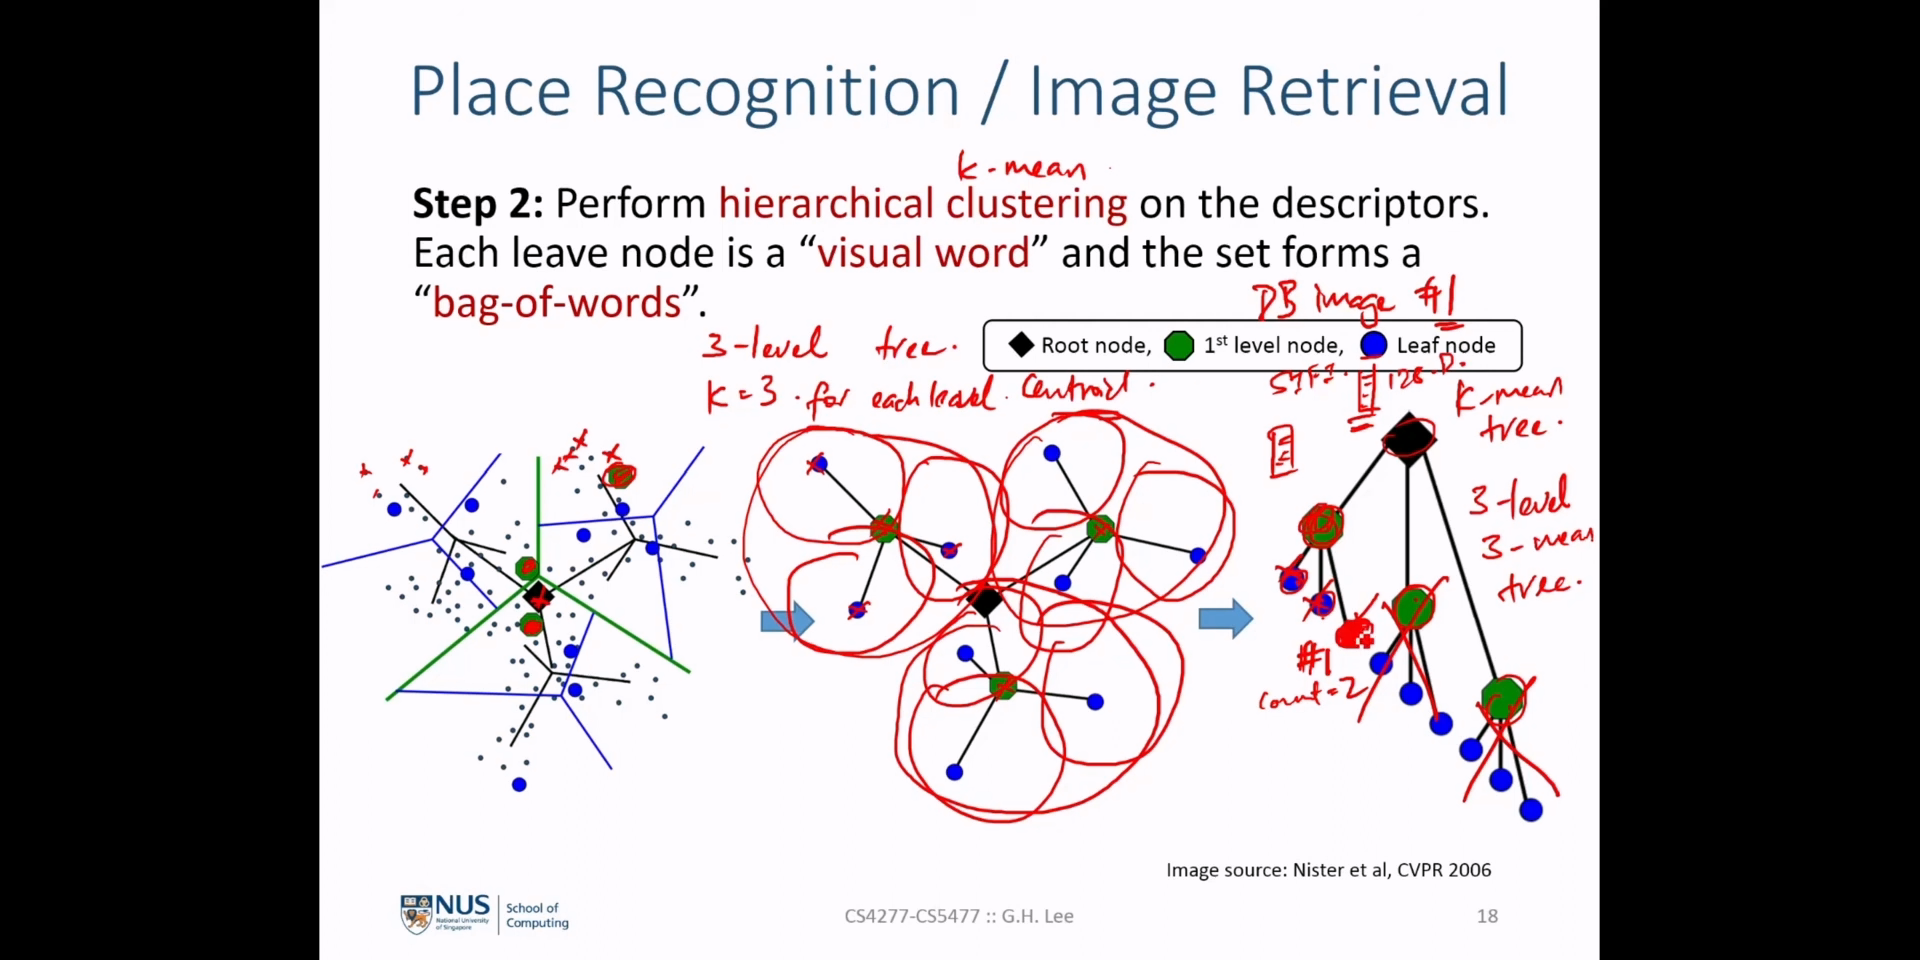 Place Recognition / Image Retrieval
k-mean
Step 2: Perform hierarchical clustering on the descriptors.
Each leave node is a “visual word” and the set forms a
“bag-of-words”.
DB image #1
3-level tree.
Root node, 1st level node, Leaf node
K=3 . for each level . centroid .
SIFT . 128-D.
K-mean
tree.
3-level
3-mean
tree.
#1
count=2
Image source: Nister et al, CVPR 2006
NUS
National University
of Singapore
School of
Computing
CS4277-CS5477 :: G.H. Lee
18